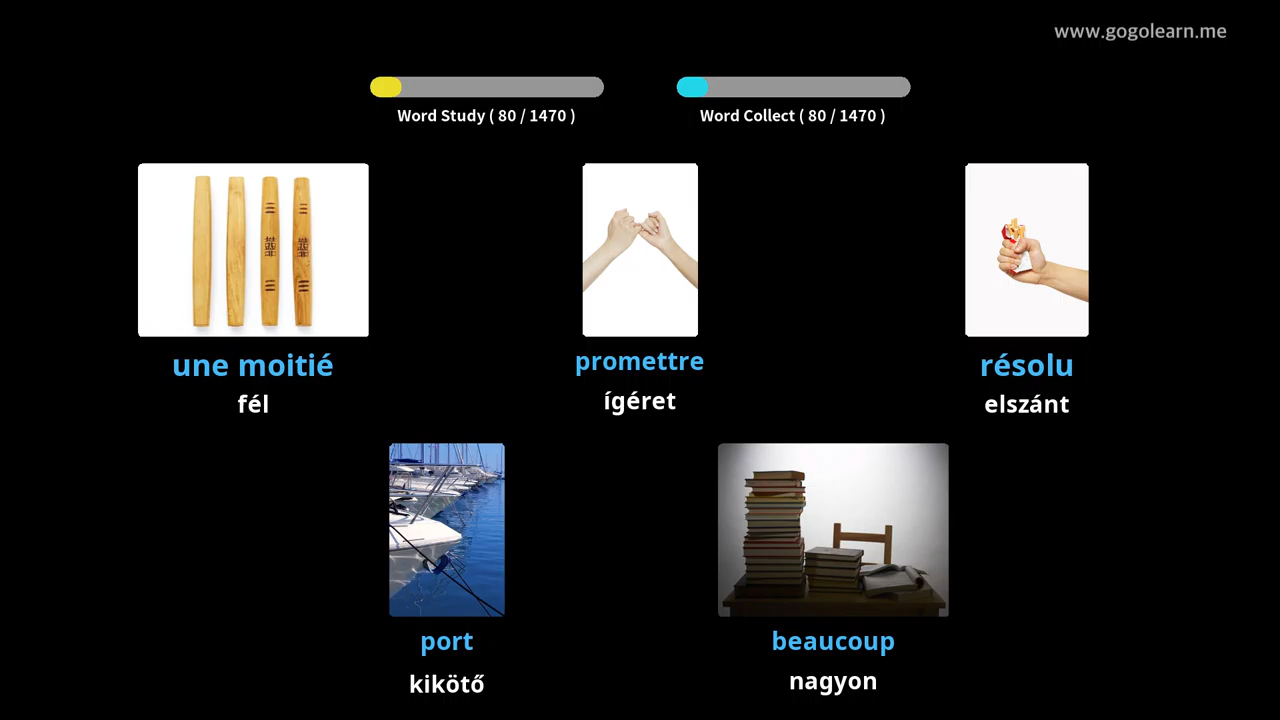 www.gogolearn.me
Word Study ( 80 / 1470 )
Word Collect ( 80 / 1470 )
une moitié
fél
promettre
ígéret
résolu
elszánt
port
kikötő
beaucoup
nagyon